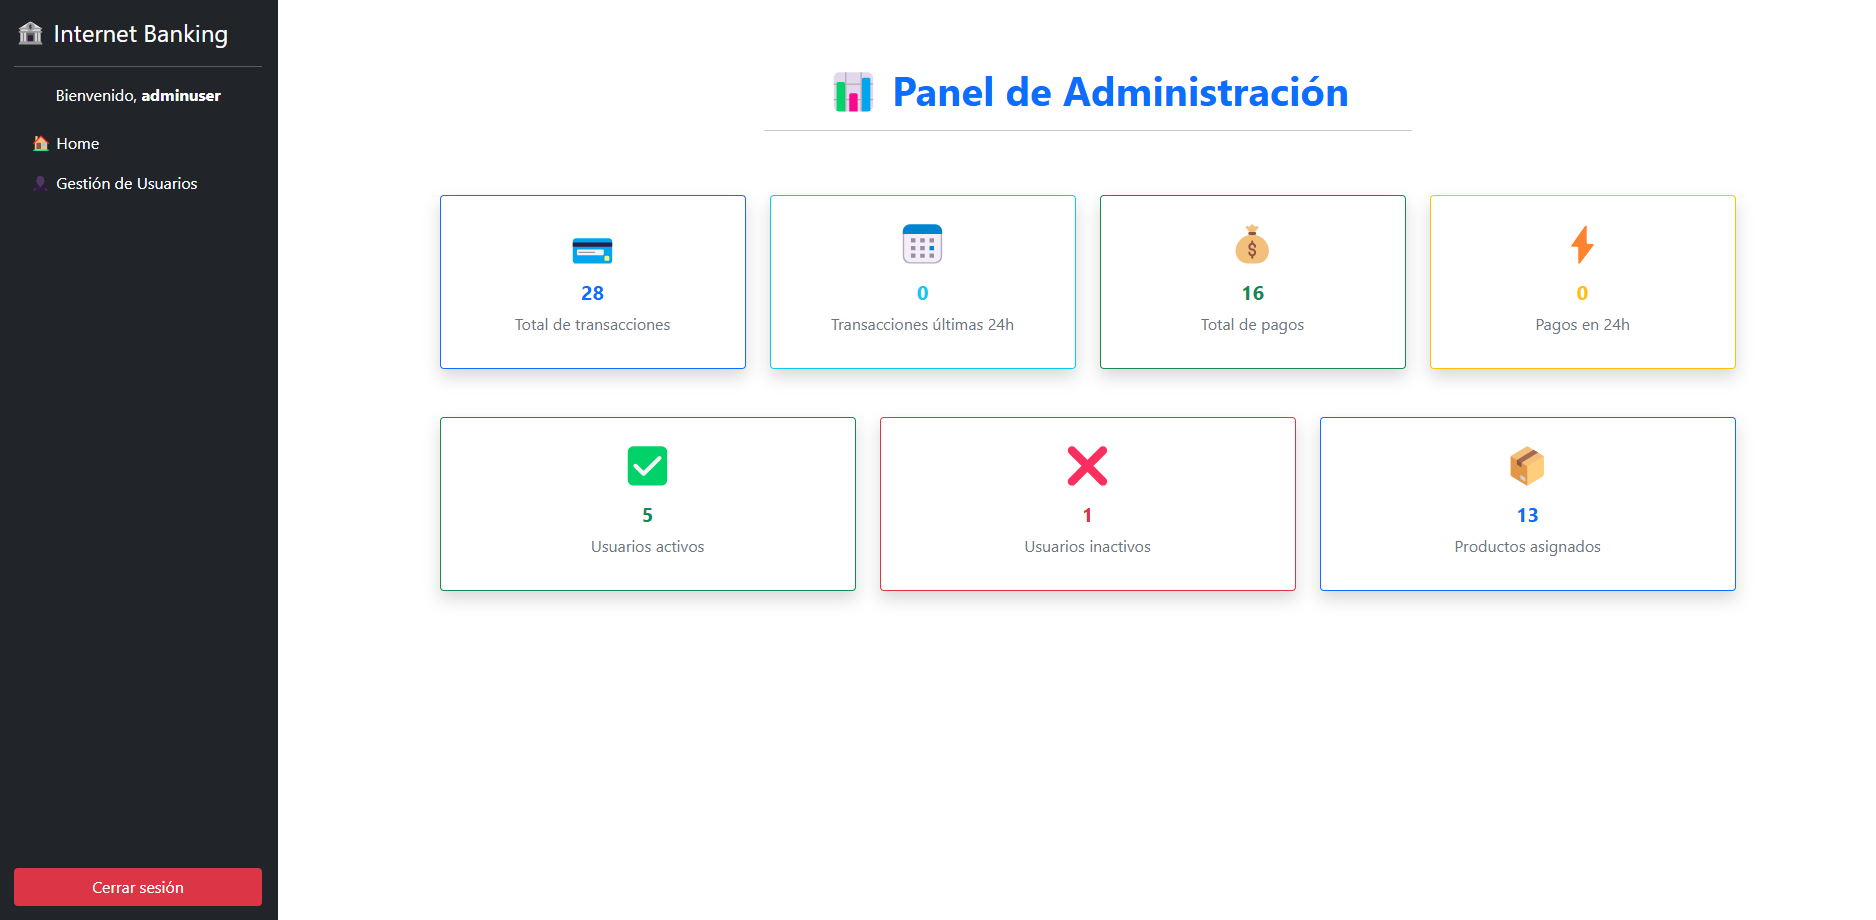 Internet Banking
Bienvenido, adminuser
Home
Gestión de Usuarios
Cerrar sesión
Panel de Administración
28
Total de transacciones
0
Transacciones últimas 24h
16
Total de pagos
0
Pagos en 24h
5
Usuarios activos
1
Usuarios inactivos
13
Productos asignados